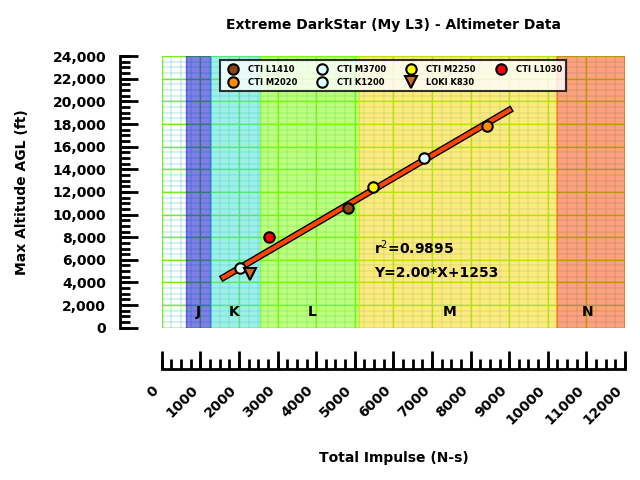 Extreme DarkStar (My L3) - Altimeter Data
CTI L1410 CTI M3700 CTI M2250 CTI L1030
CTI M2020 CTI K1200 LOKI K830
Max Altitude AGL (ft)
24,000
22,000
20,000
18,000
16,000
14,000
12,000
10,000
8,000
6,000
4,000
2,000
0
r²=0.9895
Y=2.00*X+1253
J K L M N
0 1000 2000 3000 4000 5000 6000 7000 8000 9000 10000 11000 12000
Total Impulse (N-s)